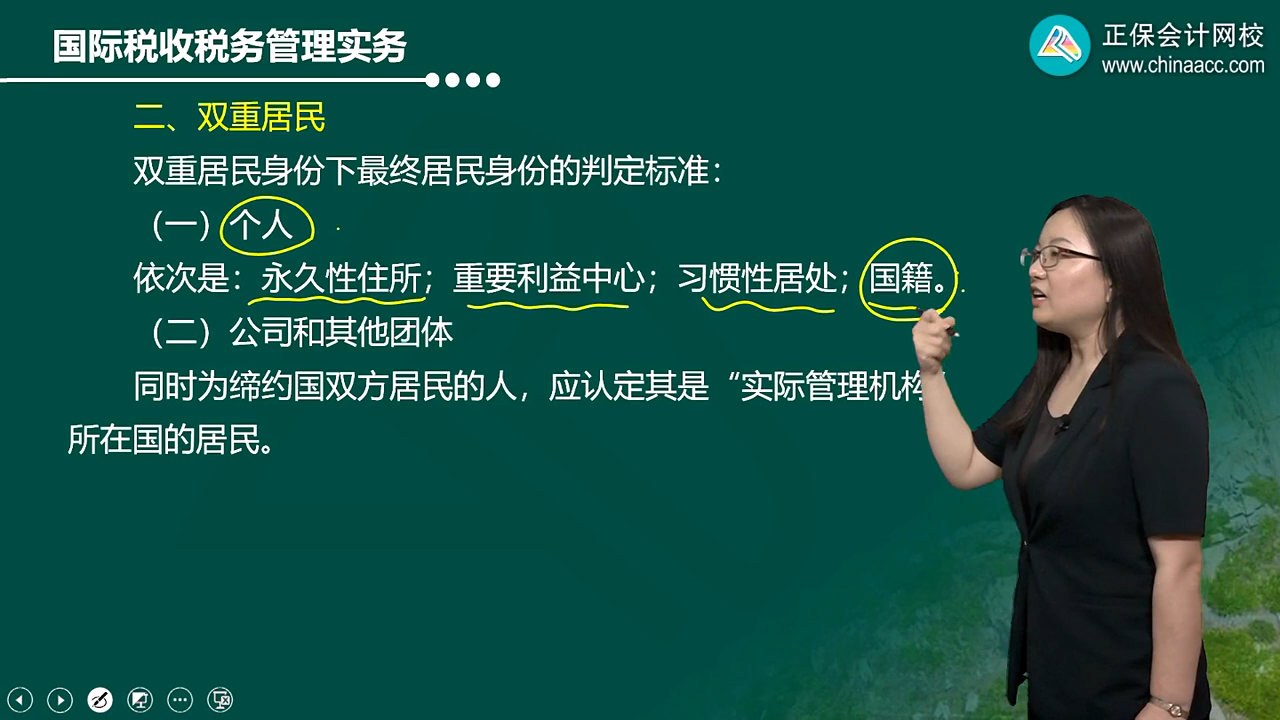 国际税收税务管理实务
正保会计网校
www.chinaacc.com
二、双重居民
双重居民身份下最终居民身份的判定标准：
（一）个人
依次是：永久性住所；重要利益中心；习惯性居处；国籍。
（二）公司和其他团体
同时为缔约国双方居民的人，应认定其是“实际管理机构”
所在国的居民。